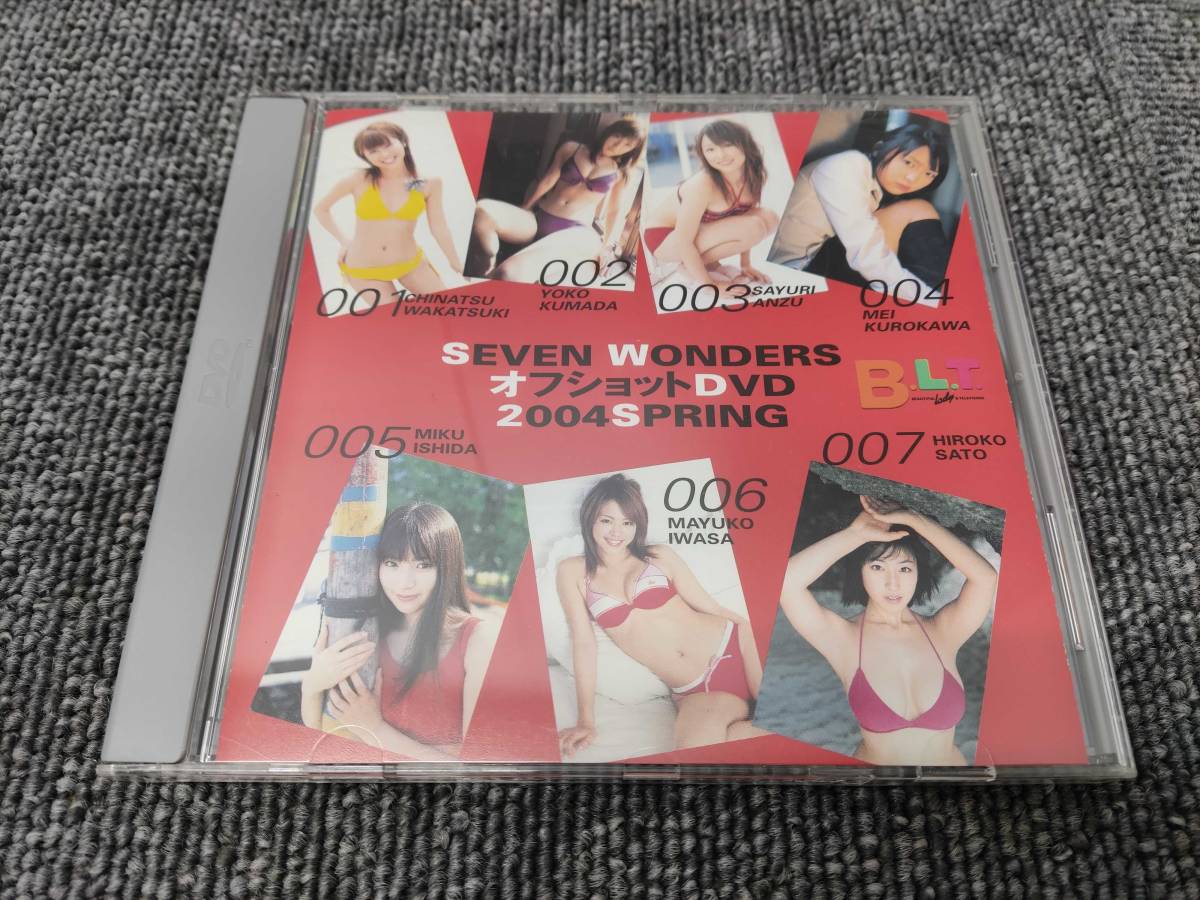 001 CHINATSU
WAKATSUKI
002
YOKO
KUMADA
003 SAYURI
ANZU
004
MEI
KUROKAWA
SEVEN WONDERS
オフショットDVD
2004SPRING
B.L.T.
DVD
005 MIKU
ISHIDA
006
MAYUKO
IWASA
007 HIROKO
SATO